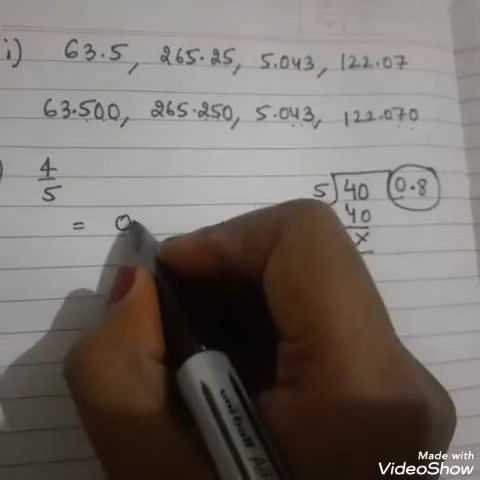 i) 63.5, 265.25, 5.043, 122.07
63.500, 265.250, 5.043, 122.070
) 4/5
5)40(0.8
40
x
= 0.
uniball
Made with
VideoShow